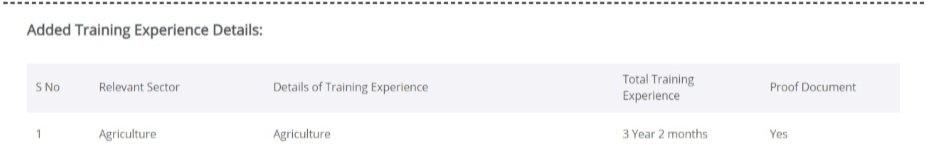 Added Training Experience Details:
S No Relevant Sector Details of Training Experience Total Training Experience Proof Document
1 Agriculture Agriculture 3 Year 2 months Yes